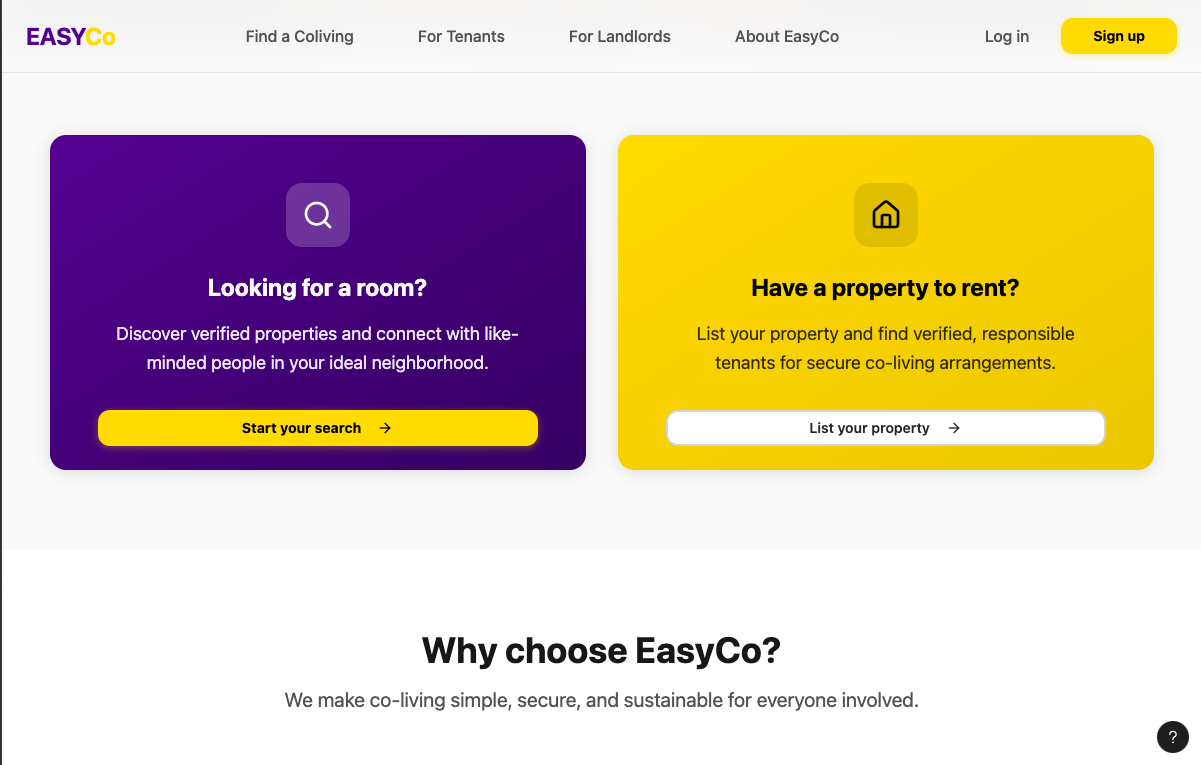 EASYCo
Find a Coliving
For Tenants
For Landlords
About EasyCo
Log in
Sign up
Looking for a room?
Discover verified properties and connect with like-
minded people in your ideal neighborhood.
Start your search →
Have a property to rent?
List your property and find verified, responsible
tenants for secure co-living arrangements.
List your property →
Why choose EasyCo?
We make co-living simple, secure, and sustainable for everyone involved.
?